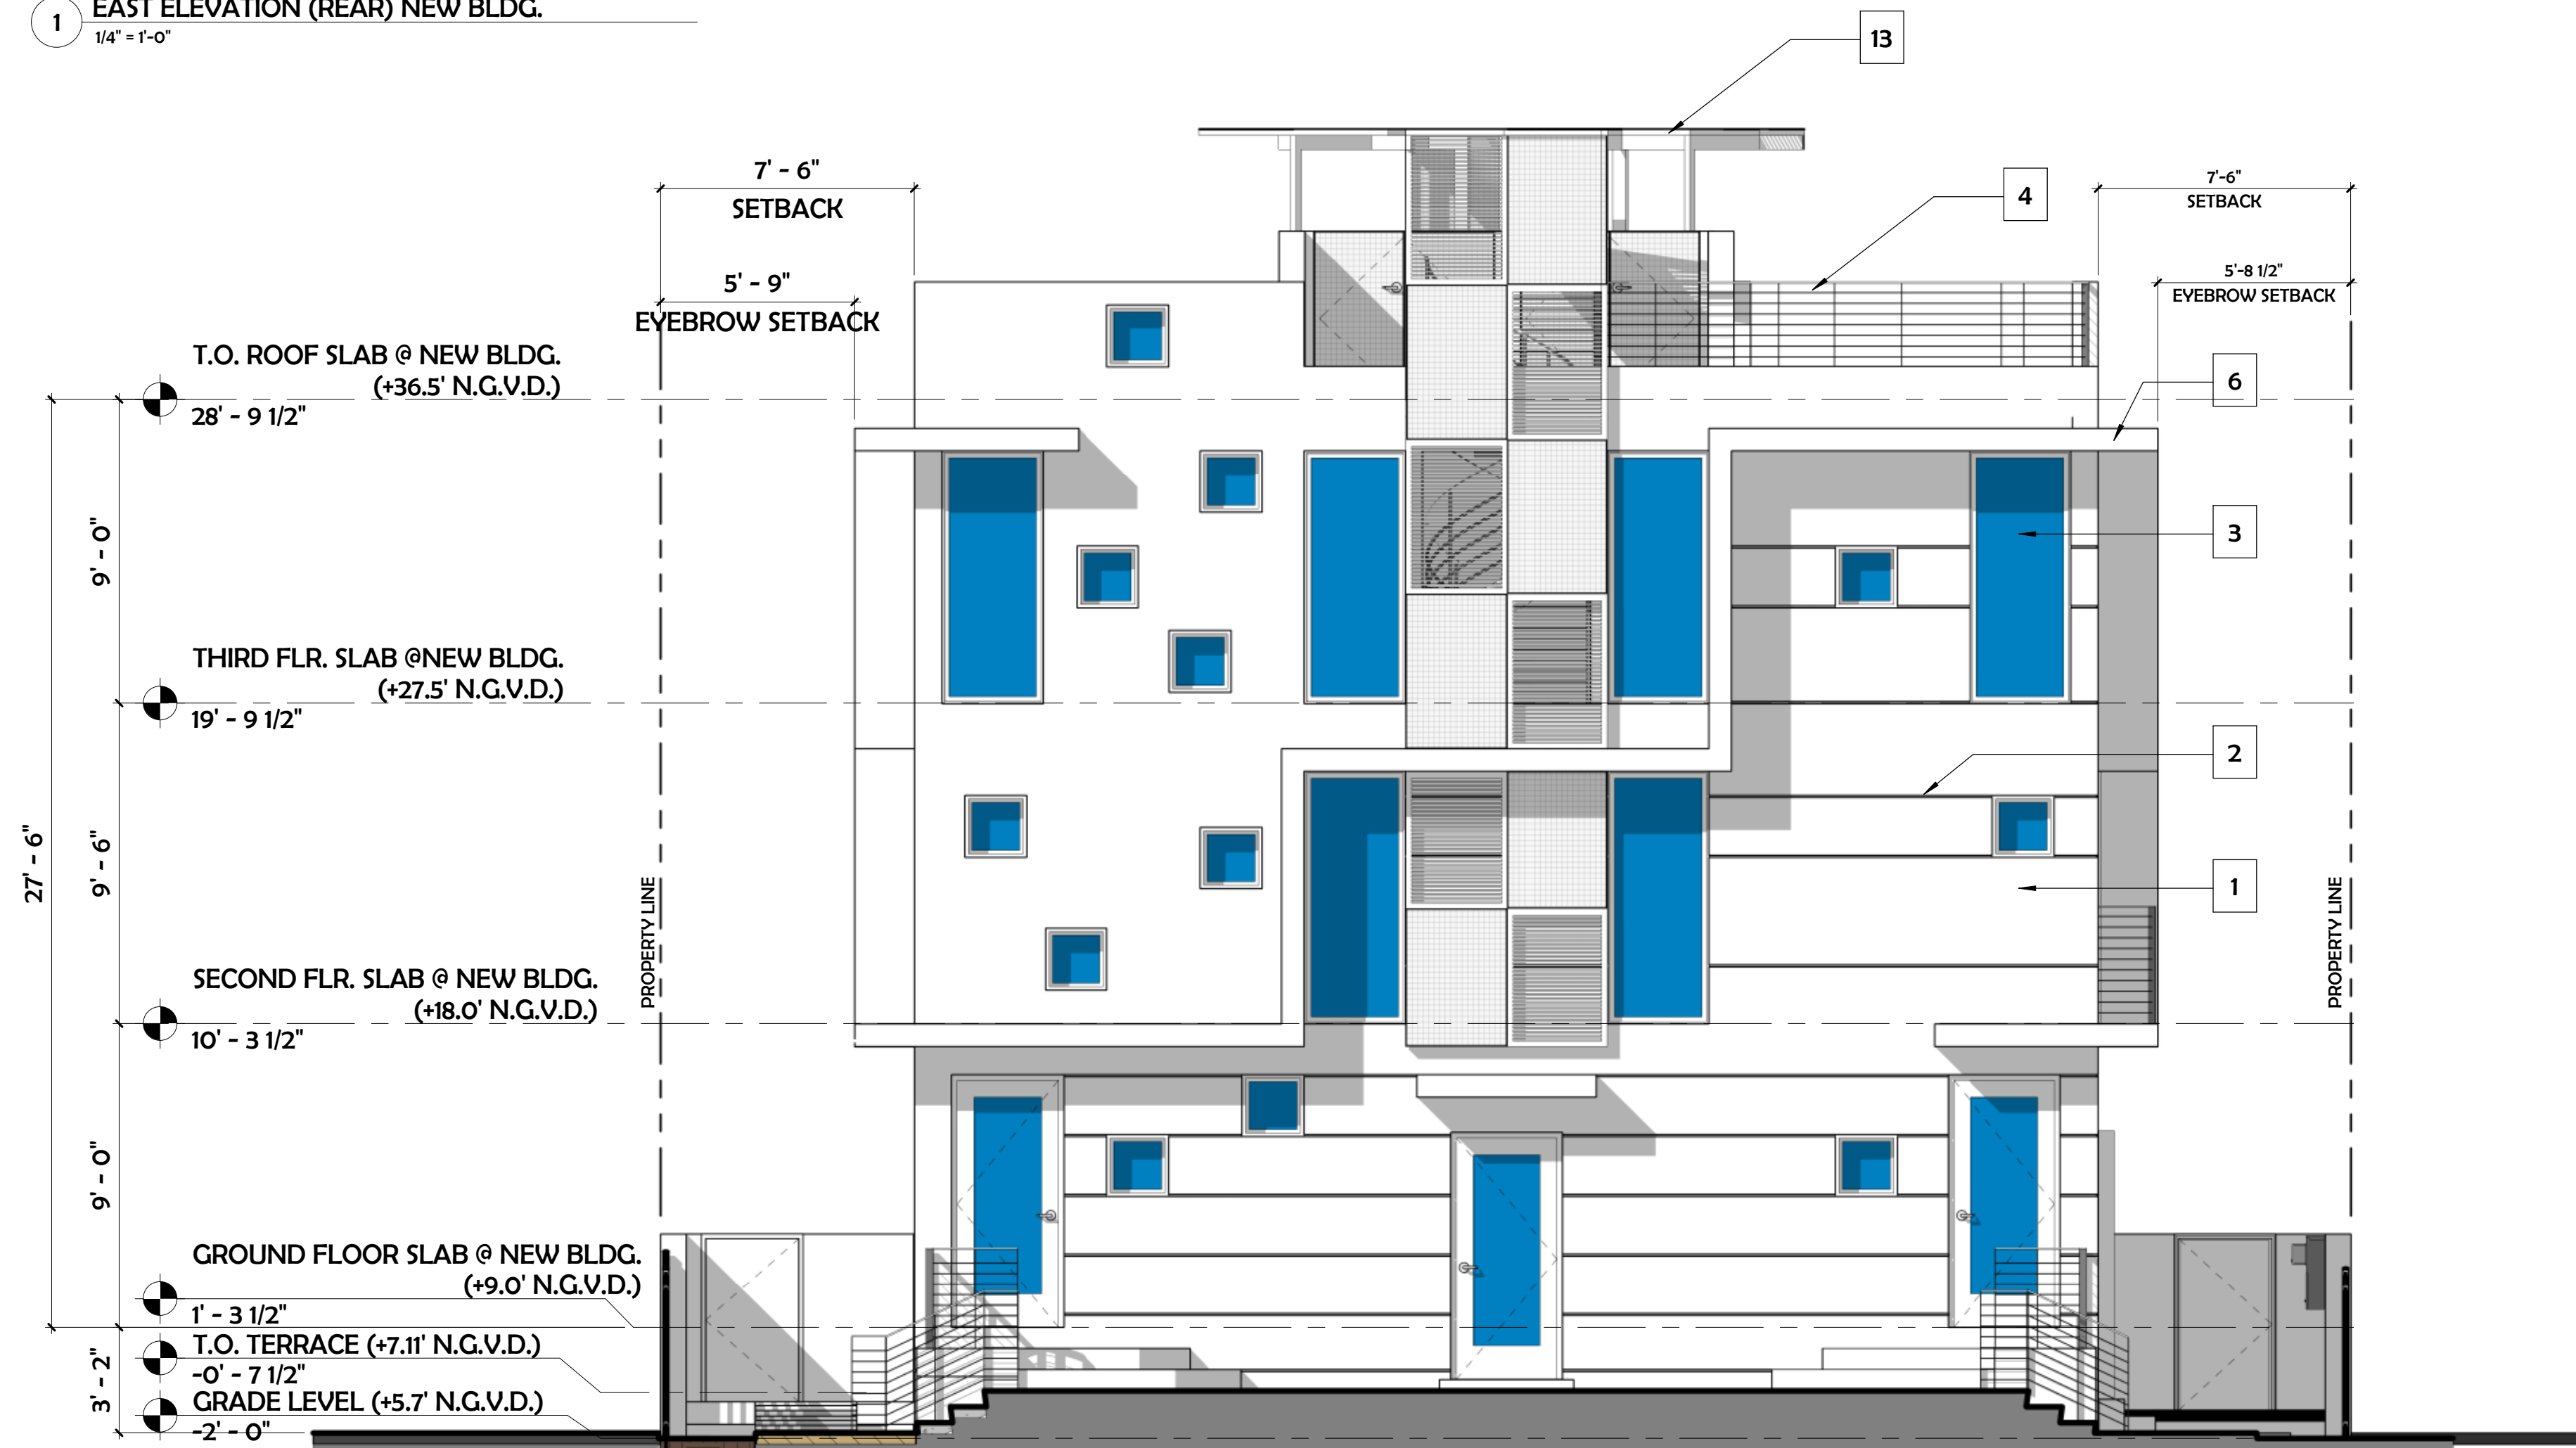 1
EAST ELEVATION (REAR) NEW BLDG.
1/4" = 1'-0"
13
7' - 6"
SETBACK
4
7'-6"
SETBACK
5' - 9"
EYEBROW SETBACK
5'-8 1/2"
EYEBROW SETBACK
T.O. ROOF SLAB @ NEW BLDG.
(+36.5' N.G.V.D.)
28' - 9 1/2"
6
9' - 0"
3
THIRD FLR. SLAB @NEW BLDG.
(+27.5' N.G.V.D.)
19' - 9 1/2"
2
27' - 6"
9' - 6"
1
PROPERTY LINE
PROPERTY LINE
SECOND FLR. SLAB @ NEW BLDG.
(+18.0' N.G.V.D.)
10' - 3 1/2"
9' - 0"
GROUND FLOOR SLAB @ NEW BLDG.
(+9.0' N.G.V.D.)
1' - 3 1/2"
T.O. TERRACE (+7.11' N.G.V.D.)
-0' - 7 1/2"
3' - 2"
GRADE LEVEL (+5.7' N.G.V.D.)
-2' - 0"